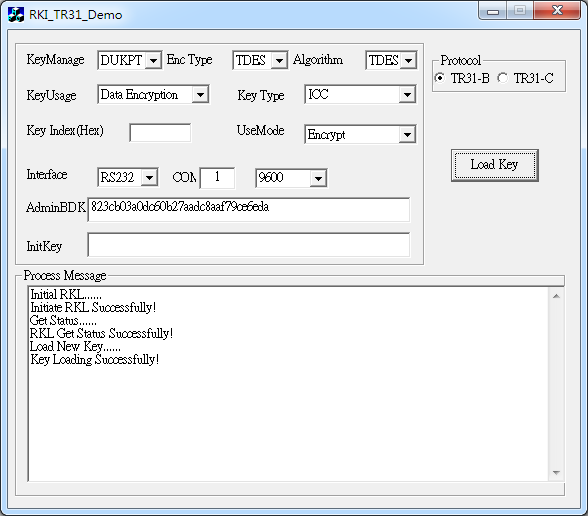 RKI_TR31_Demo
KeyManage DUKPT Enc Type TDES Algorithm TDES
Protocol
TR31-B TR31-C
KeyUsage Data Encryption Key Type ICC
Key Index(Hex) UseMode Encrypt
Load Key
Interface RS232 COM 1 9600
AdminBDK 823cb03a0dc60b27aadc8aaf79ce6eda
InitKey
Process Message
Initial RKL......
Initiate RKL Successfully!
Get Status......
RKL Get Status Successfully!
Load New Key......
Key Loading Successfully!